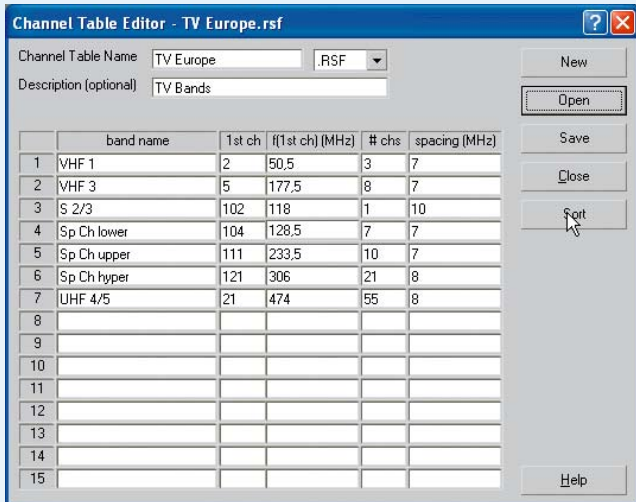 Channel Table Editor - TV Europe.rsf
Channel Table Name TV Europe .RSF New
Description (optional) TV Bands Open
band name 1st ch f(1st ch) (MHz) # chs spacing (MHz) Save
1 VHF 1 2 50,5 3 7
2 VHF 3 5 177,5 8 7 Close
3 S 2/3 102 118 1 10 Sort
4 Sp Ch lower 104 128,5 7 7
5 Sp Ch upper 111 233,5 10 7
6 Sp Ch hyper 121 306 21 8
7 UHF 4/5 21 474 55 8
8
9
10
11
12
13
14
15 Help